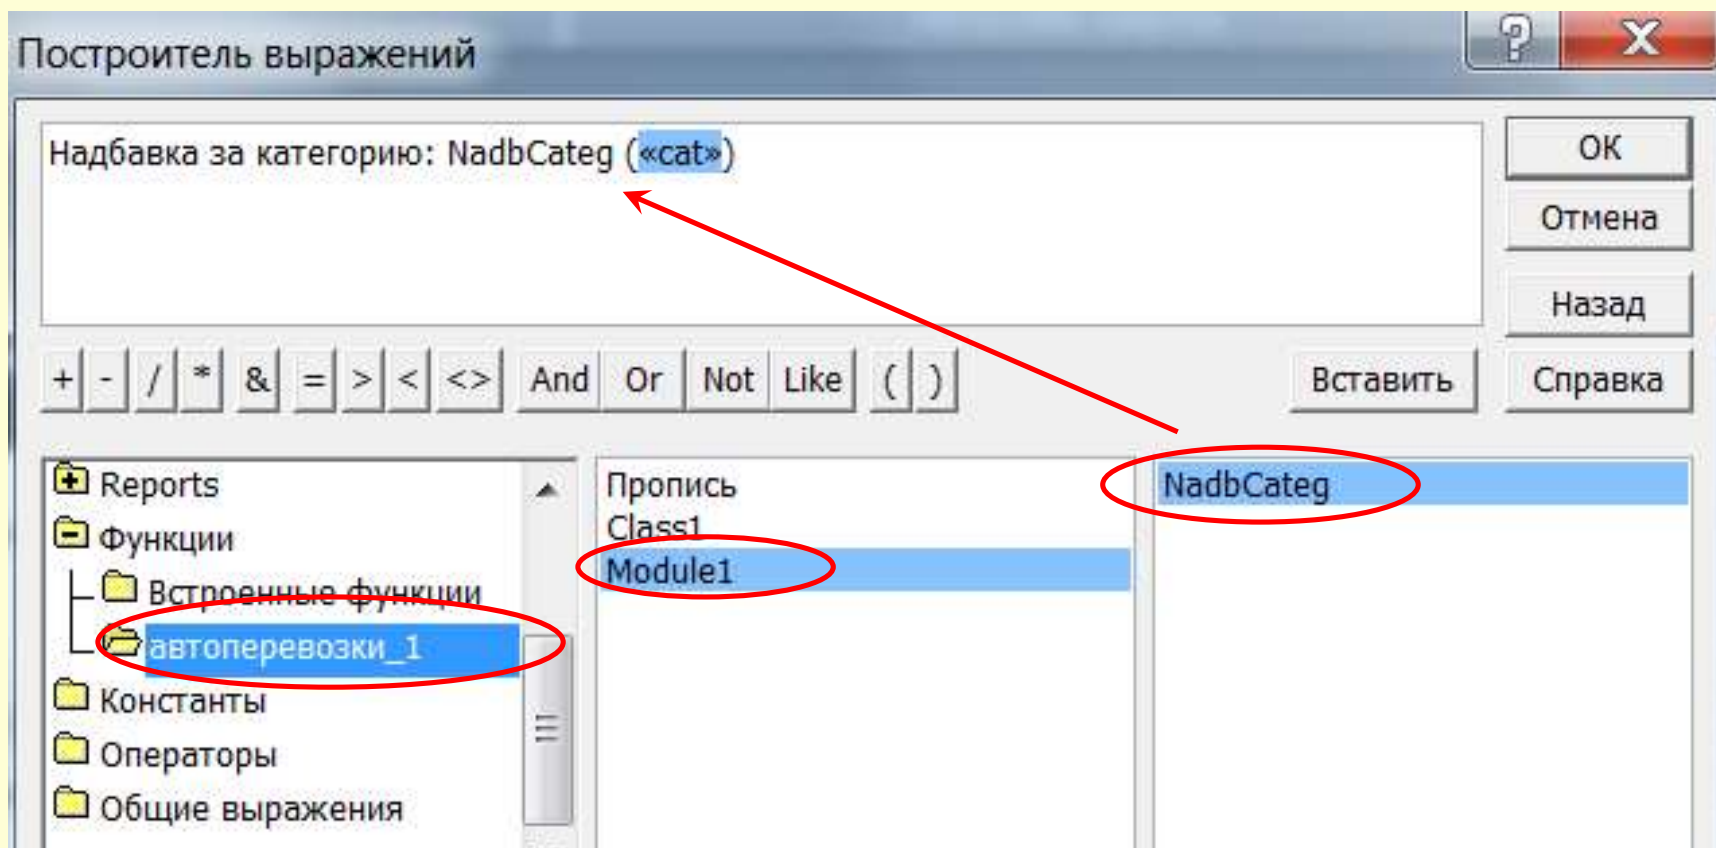 Построитель выражений
Надбавка за категорию: NadbCateg («cat»)
OK
Отмена
Назад
+ - / * & = > < <> And Or Not Like ( ) Вставить Справка
Reports
Функции
Встроенные функции
автоперевозки_1
Константы
Операторы
Общие выражения
Пропись
Class1
Module1
NadbCateg